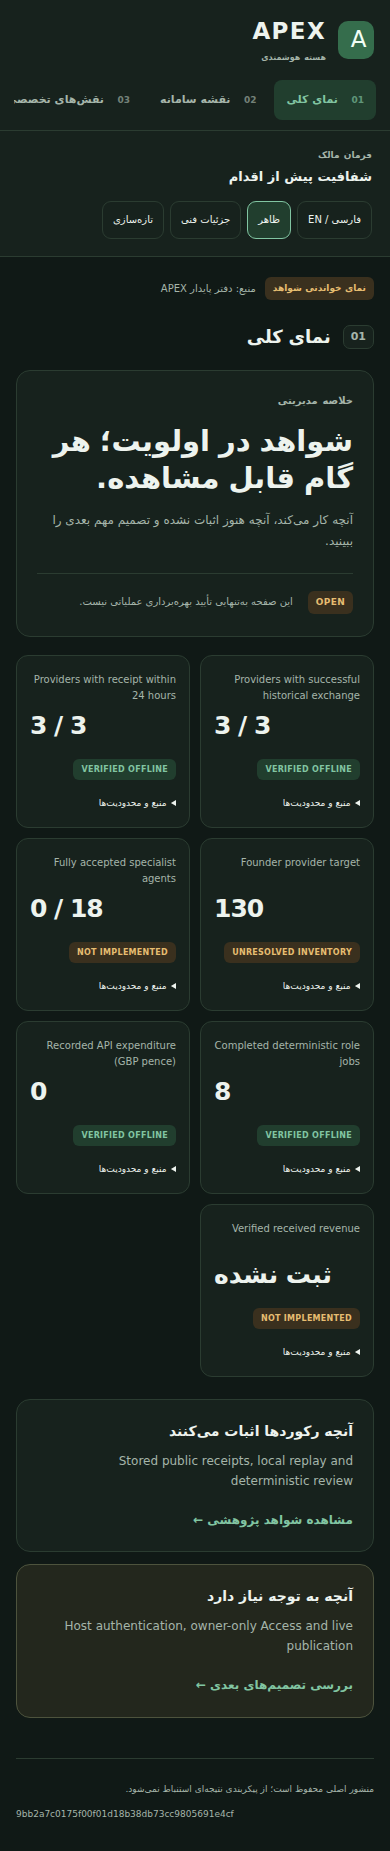 A
APEX
هسته هوشمندی
01 نمای کلی
02 نقشه سامانه
03 نقش‌های تخصصی
فرمان مالک
شفافیت پیش از اقدام
فارسی / EN
ظاهر
جزئیات فنی
تازه‌سازی
نمای خواندنی شواهد
منبع: دفتر پایدار APEX
01
نمای کلی
خلاصه مدیریتی
شواهد در اولویت؛ هر
گام قابل مشاهده.
آنچه کار می‌کند، آنچه هنوز اثبات نشده و تصمیم مهم بعدی را
ببینید.
OPEN
این صفحه به‌تنهایی تأیید بهره‌برداری عملیاتی نیست.
Providers with successful
historical exchange
3 / 3
VERIFIED OFFLINE
منبع و محدودیت‌ها
Providers with receipt within
24 hours
3 / 3
VERIFIED OFFLINE
منبع و محدودیت‌ها
Founder provider target
130
UNRESOLVED INVENTORY
منبع و محدودیت‌ها
Fully accepted specialist
agents
0 / 18
NOT IMPLEMENTED
منبع و محدودیت‌ها
Completed deterministic role
jobs
8
VERIFIED OFFLINE
منبع و محدودیت‌ها
Recorded API expenditure
(GBP pence)
0
VERIFIED OFFLINE
منبع و محدودیت‌ها
Verified received revenue
ثبت نشده
NOT IMPLEMENTED
منبع و محدودیت‌ها
آنچه رکوردها اثبات می‌کنند
Stored public receipts, local replay and
deterministic review
مشاهده شواهد پژوهشی ←
آنچه به توجه نیاز دارد
Host authentication, owner-only Access and live
publication
بررسی تصمیم‌های بعدی ←
منشور اصلی محفوظ است؛ از پیکربندی نتیجه‌ای استنباط نمی‌شود.
9bb2a7c0175f00f01d18b38db73cc9805691e4cf